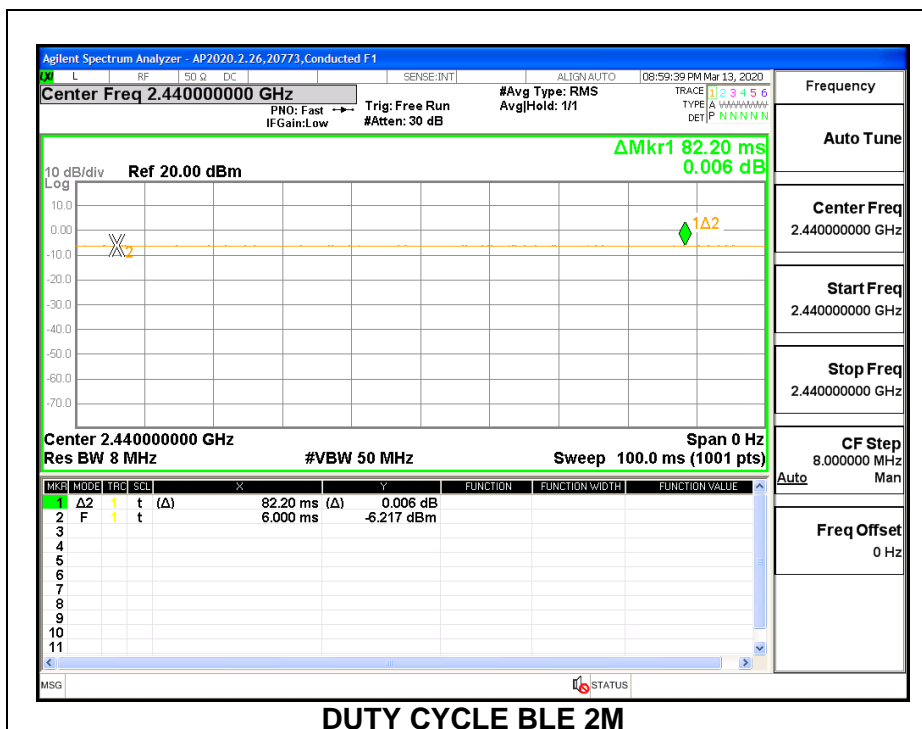 Agilent Spectrum Analyzer - AP2020.2.26,20773,Conducted F1
LXI L RF 50 Ω DC SENSE:INT ALIGN AUTO 08:59:39 PM Mar 13, 2020
Center Freq 2.440000000 GHz
PNO: Fast
IFGain:Low
Trig: Free Run
#Atten: 30 dB
#Avg Type: RMS
Avg|Hold: 1/1
TRACE 1 2 3 4 5 6
TYPE A WWWWWW
DET P N N N N N
ΔMkr1 82.20 ms
0.006 dB
10 dB/div Ref 20.00 dBm
Log
10.0
0.00
-10.0
-20.0
-30.0
-40.0
-50.0
-60.0
-70.0
1Δ2
2
Center 2.440000000 GHz Span 0 Hz
Res BW 8 MHz #VBW 50 MHz Sweep 100.0 ms (1001 pts)
MKR MODE TRC SCL X Y FUNCTION FUNCTION WIDTH FUNCTION VALUE
1 Δ2 1 t (Δ) 82.20 ms (Δ) 0.006 dB
2 F 1 t 6.000 ms -6.217 dBm
3
4
5
6
7
8
9
10
11
MSG STATUS
Frequency
Auto Tune
Center Freq
2.440000000 GHz
Start Freq
2.440000000 GHz
Stop Freq
2.440000000 GHz
CF Step
8.000000 MHz
Auto Man
Freq Offset
0 Hz
DUTY CYCLE BLE 2M